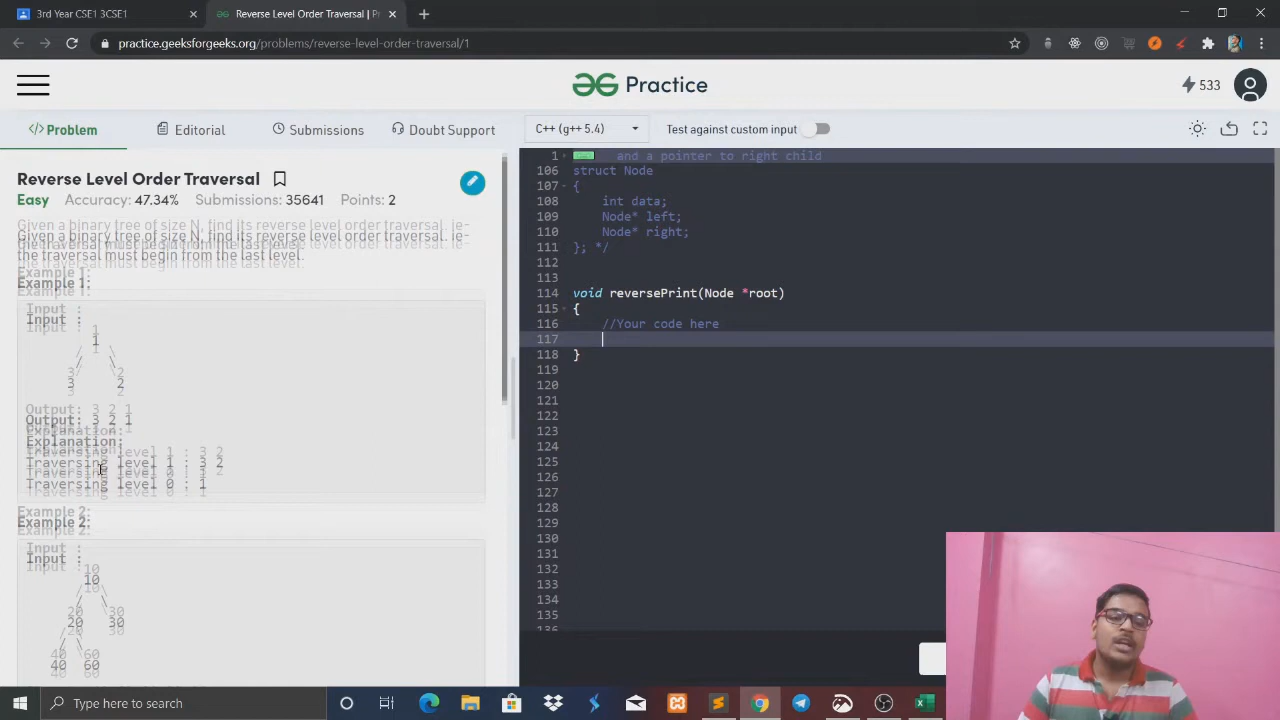 3rd Year CSE1 3CSE1
Reverse Level Order Traversal | P
practice.geeksforgeeks.org/problems/reverse-level-order-traversal/1
Practice
533
</> Problem
Editorial
Submissions
Doubt Support
C++ (g++ 5.4)
Test against custom input
Reverse Level Order Traversal
Easy Accuracy: 47.34% Submissions: 35641 Points: 2
Given a binary tree of size N, find its reverse level order traversal. ie-
the traversal must begin from the last level.
Example 1:
Input :
1
/ \
3 2
Output: 3 2 1
Explanation:
Traversing level 1 : 3 2
Traversing level 0 : 1
Example 2:
Input :
10
/ \
20 30
/ \
40 60
1 and a pointer to right child
106 struct Node
107 {
108 int data;
109 Node* left;
110 Node* right;
111 }; */
112
113
114 void reversePrint(Node *root)
115 {
116 //Your code here
117
118 }
119
120
121
122
123
124
125
126
127
128
129
130
131
132
133
134
135
136
Type here to search